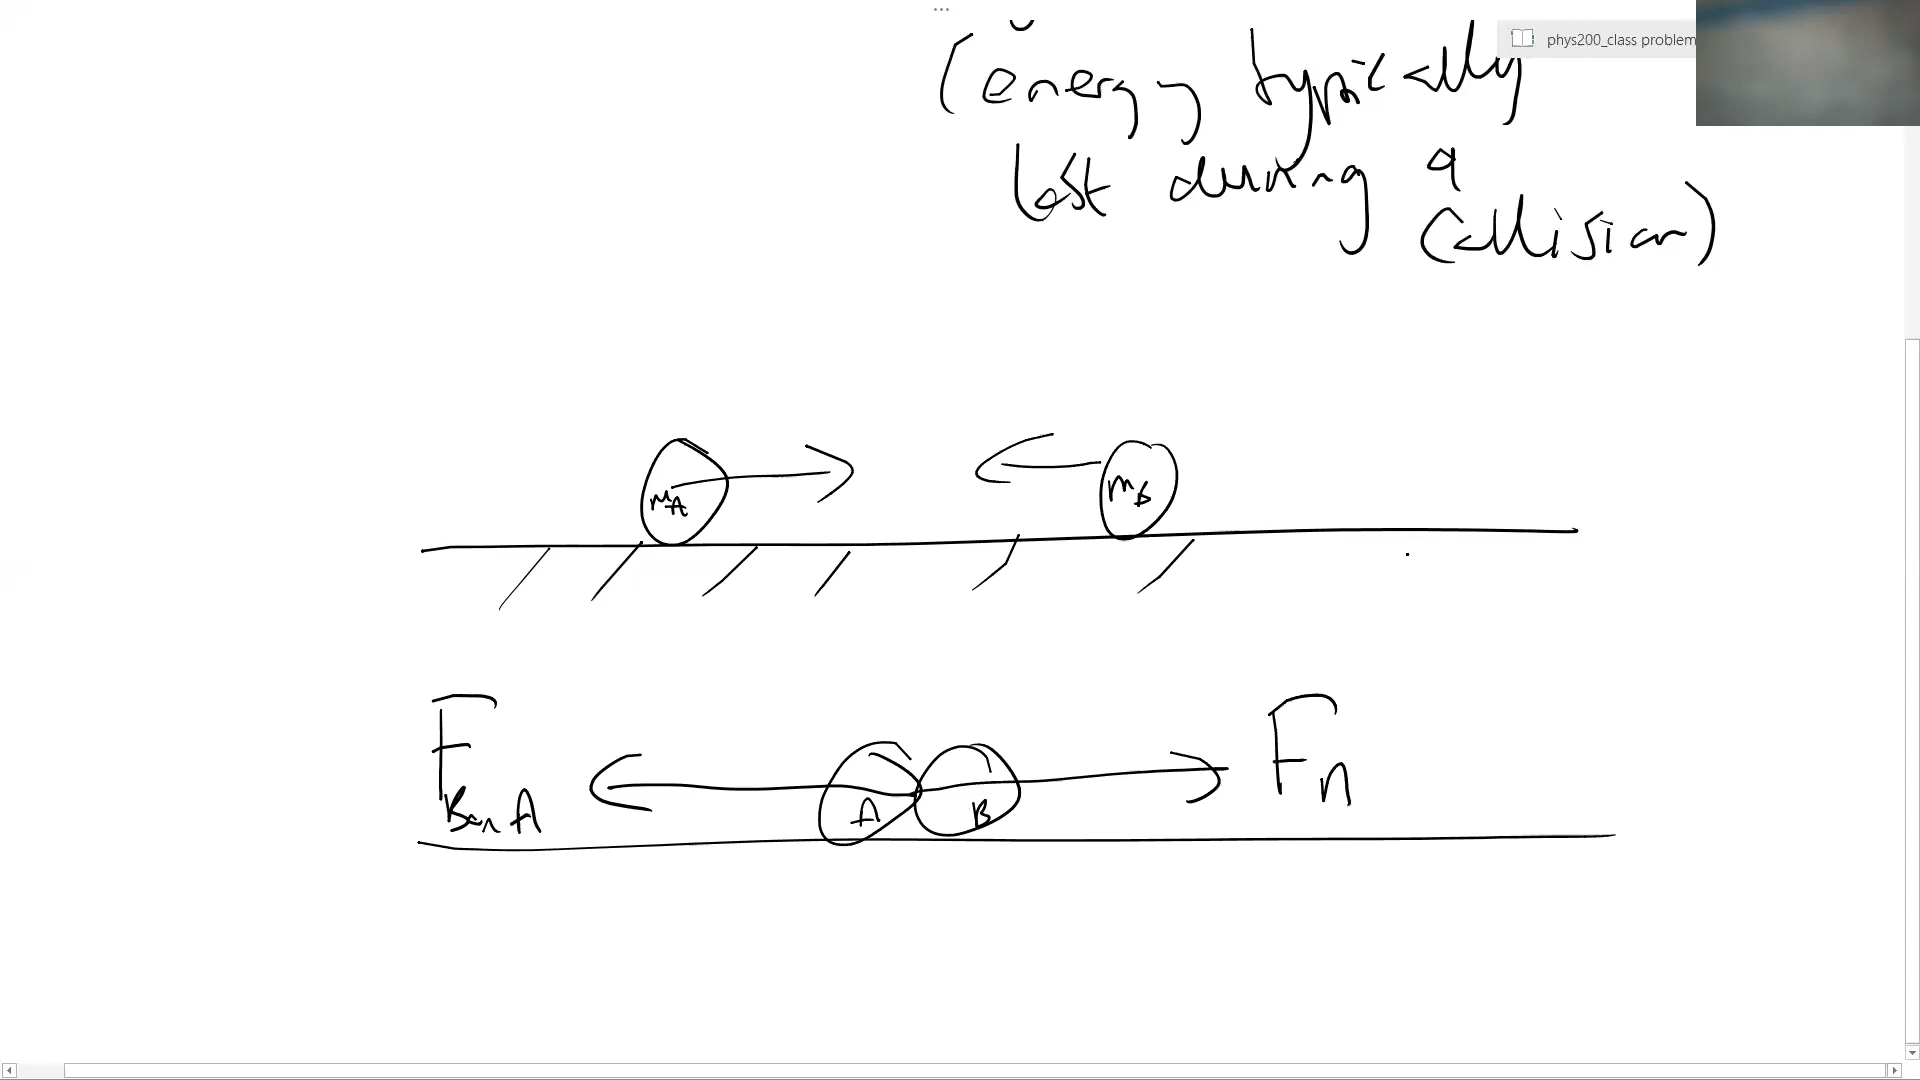 phys200_class problem
(energy typically
lost during a
collision)
mA
mB
F B on A
A
B
Fn